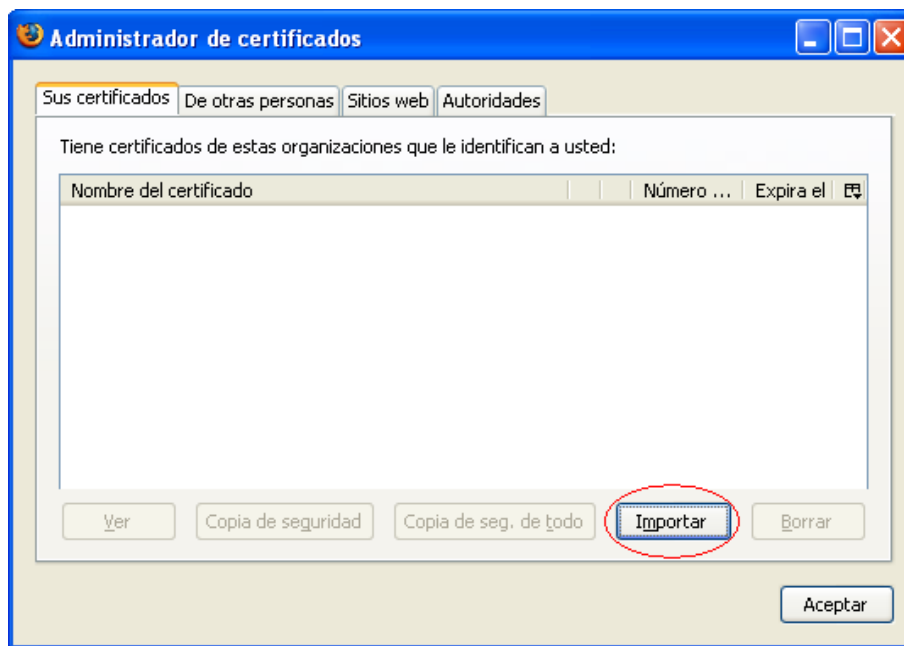 Administrador de certificados
Sus certificados De otras personas Sitios web Autoridades
Tiene certificados de estas organizaciones que le identifican a usted:
Nombre del certificado Número ... Expira el
Ver Copia de seguridad Copia de seg. de todo Importar Borrar
Aceptar